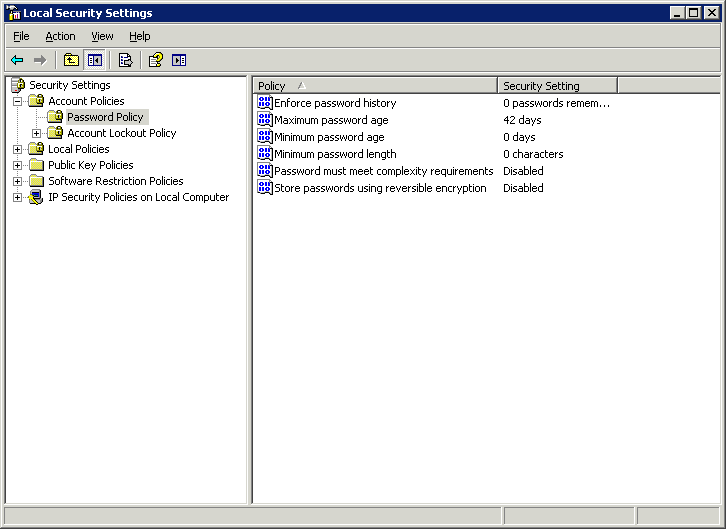 Local Security Settings
File Action View Help
Security Settings
Account Policies
Password Policy
Account Lockout Policy
Local Policies
Public Key Policies
Software Restriction Policies
IP Security Policies on Local Computer
Policy Security Setting
Enforce password history 0 passwords remem...
Maximum password age 42 days
Minimum password age 0 days
Minimum password length 0 characters
Password must meet complexity requirements Disabled
Store passwords using reversible encryption Disabled